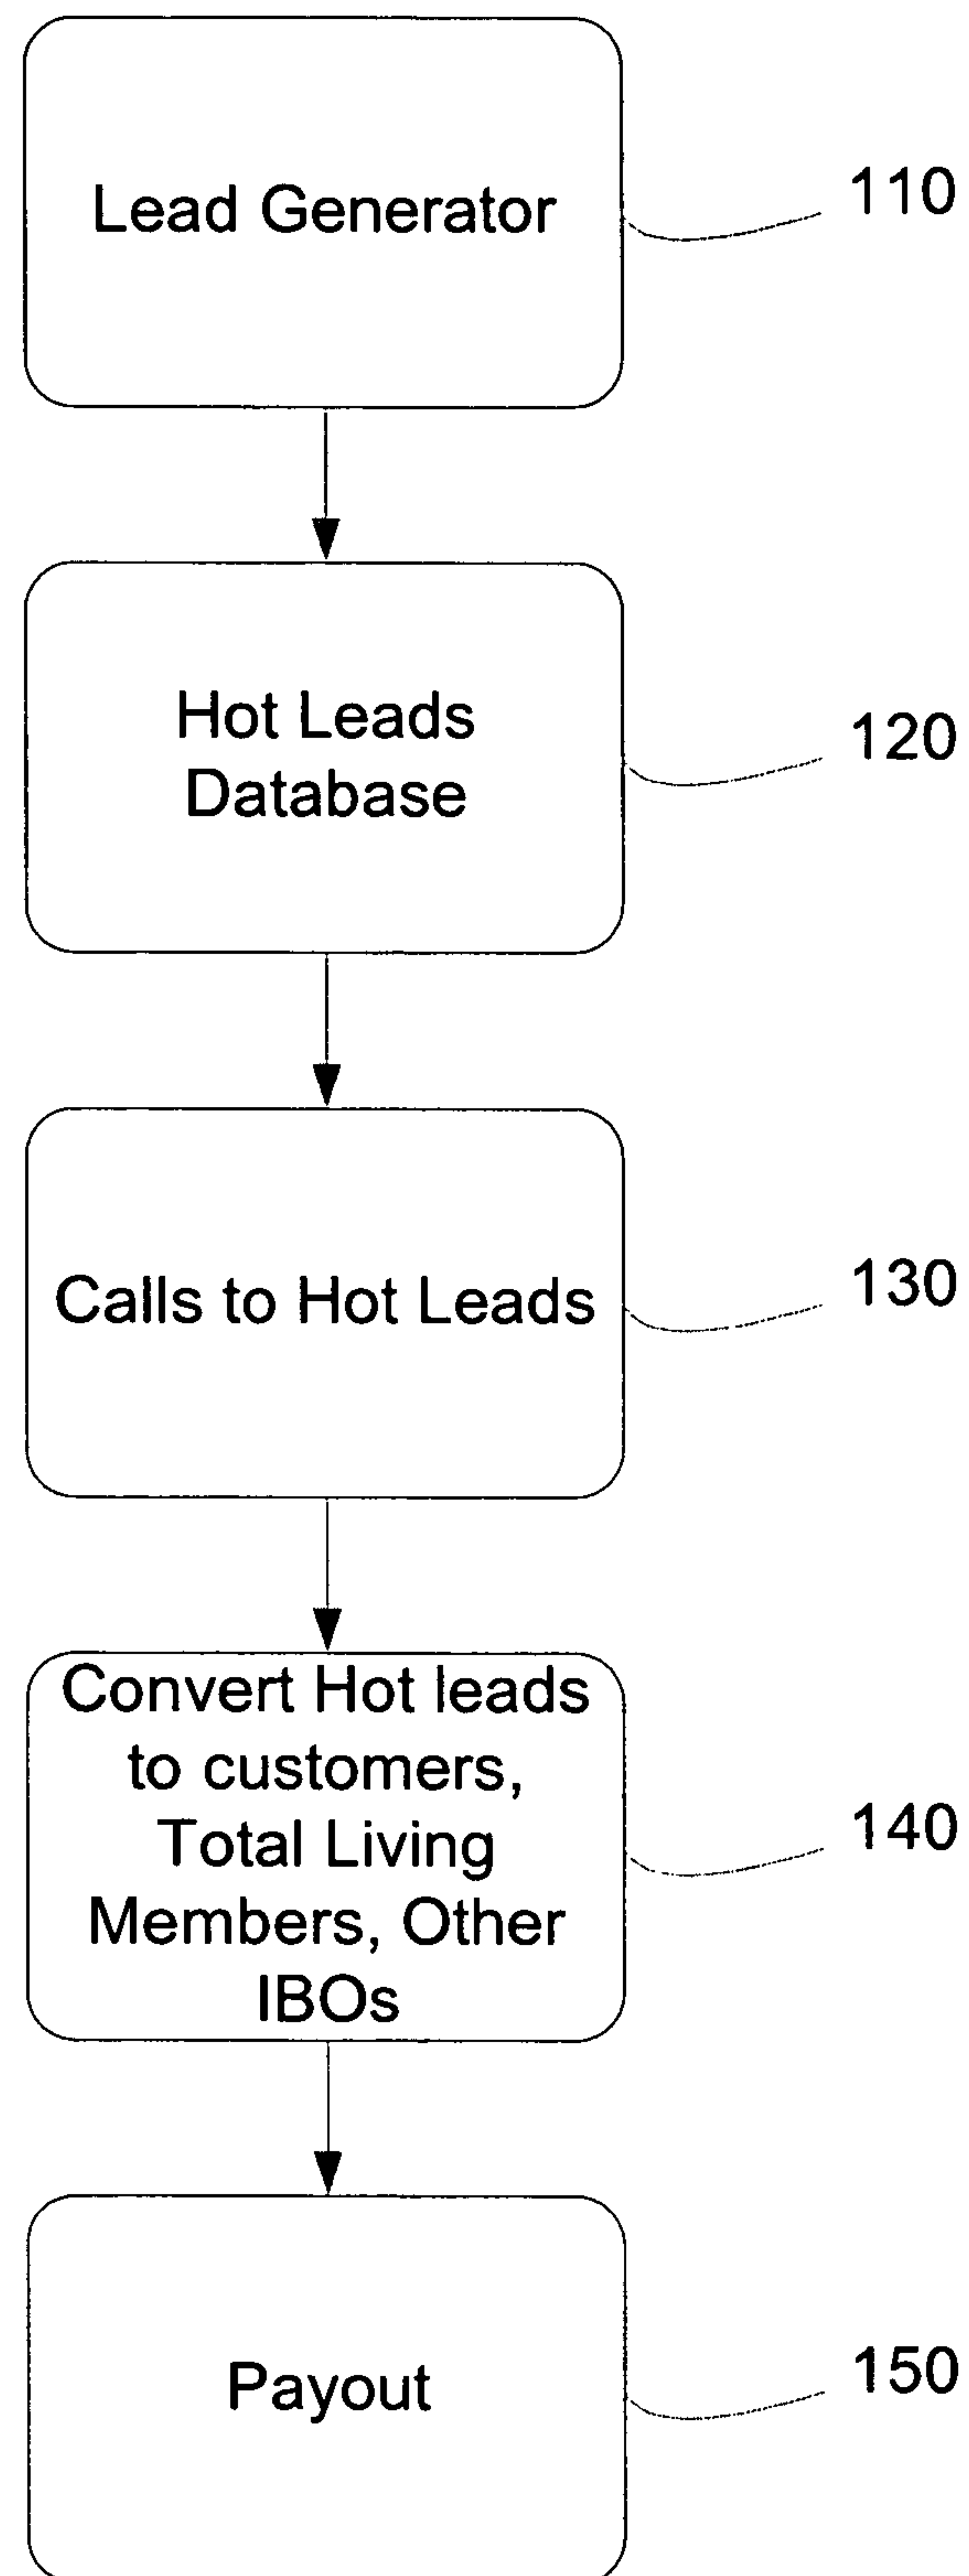 Lead Generator
110
Hot Leads
Database
120
Calls to Hot Leads
130
Convert Hot leads
to customers,
Total Living
Members, Other
IBOs
140
Payout
150